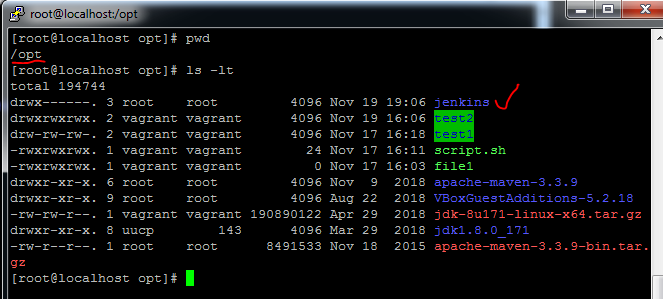 root@localhost:/opt
[root@localhost opt]# pwd
/opt
[root@localhost opt]# ls -lt
total 194744
drwx------. 3 root    root         4096 Nov 19 19:06 jenkins
drwxrwxrwx. 2 vagrant vagrant      4096 Nov 19 16:06 test2
drw-rw-rw-. 2 vagrant vagrant      4096 Nov 17 16:18 test1
-rwxrwxrwx. 1 vagrant vagrant        24 Nov 17 16:11 script.sh
-rwxrwxrwx. 1 vagrant vagrant         0 Nov 17 16:03 file1
drwxr-xr-x. 6 root    root         4096 Nov  9  2018 apache-maven-3.3.9
drwxr-xr-x. 9 root    root         4096 Aug 22  2018 VBoxGuestAdditions-5.2.18
-rw-rw-r--. 1 vagrant vagrant 190890122 Apr 29  2018 jdk-8u171-linux-x64.tar.gz
drwxr-xr-x. 8 uucp        143      4096 Mar 29  2018 jdk1.8.0_171
-rw-r--r--. 1 root    root      8491533 Nov 18  2015 apache-maven-3.3.9-bin.tar.
gz
[root@localhost opt]#